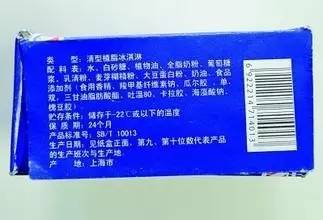 类　型：清型植脂冰淇淋
配 料 表：水、白砂糖、植物油、全脂奶粉、葡萄糖
浆、乳清粉、麦芽糊精粉、大豆蛋白粉、奶油、食品
添加剂（食用香精、羧甲基纤维素钠、瓜尔胶、单,
双、三甘油脂肪酸酯、吐温80、卡拉胶、海藻酸钠、
槐豆胶）
贮存条件：储存于-22℃或以下的温度
保 质 期：24个月
产品标准号：SB/T 10013
生产日期：见纸盒正面，第九、第十位数代表产品
的生产班次与生产线
产　地：上海市
6922214714013